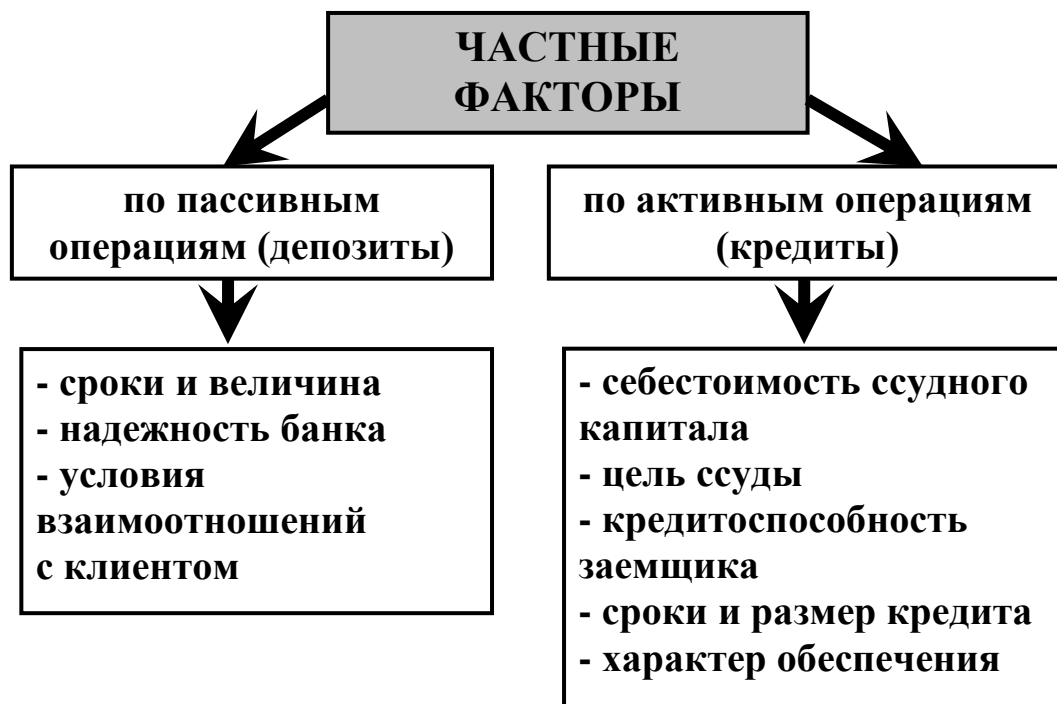 ЧАСТНЫЕ
ФАКТОРЫ
по пассивным
операциям (депозиты)
по активным операциям
(кредиты)
- сроки и величина
- надежность банка
- условия
взаимоотношений
с клиентом
- себестоимость ссудного
капитала
- цель ссуды
- кредитоспособность
заемщика
- сроки и размер кредита
- характер обеспечения